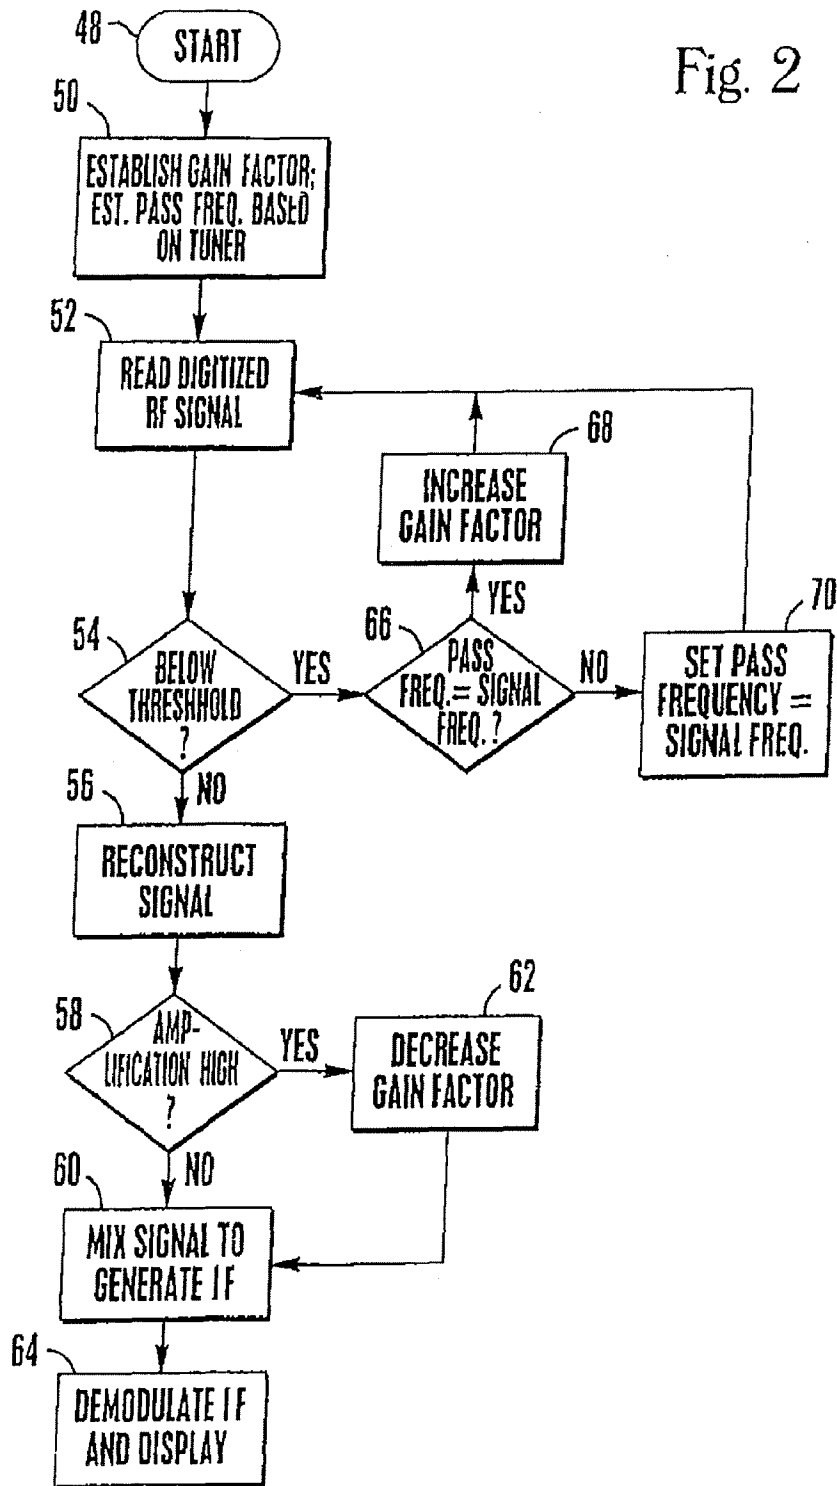 Fig. 2
48
START
50
ESTABLISH GAIN FACTOR;
EST. PASS FREQ. BASED
ON TUNER
52
READ DIGITIZED
RF SIGNAL
68
INCREASE
GAIN FACTOR
YES
54
BELOW
THRESHHOLD
?
YES
66
PASS
FREQ. = SIGNAL
FREQ. ?
NO
70
SET PASS
FREQUENCY =
SIGNAL FREQ.
NO
56
RECONSTRUCT
SIGNAL
58
AMP-
LIFICATION HIGH
?
YES
62
DECREASE
GAIN FACTOR
NO
60
MIX SIGNAL TO
GENERATE IF
64
DEMODULATE IF
AND DISPLAY